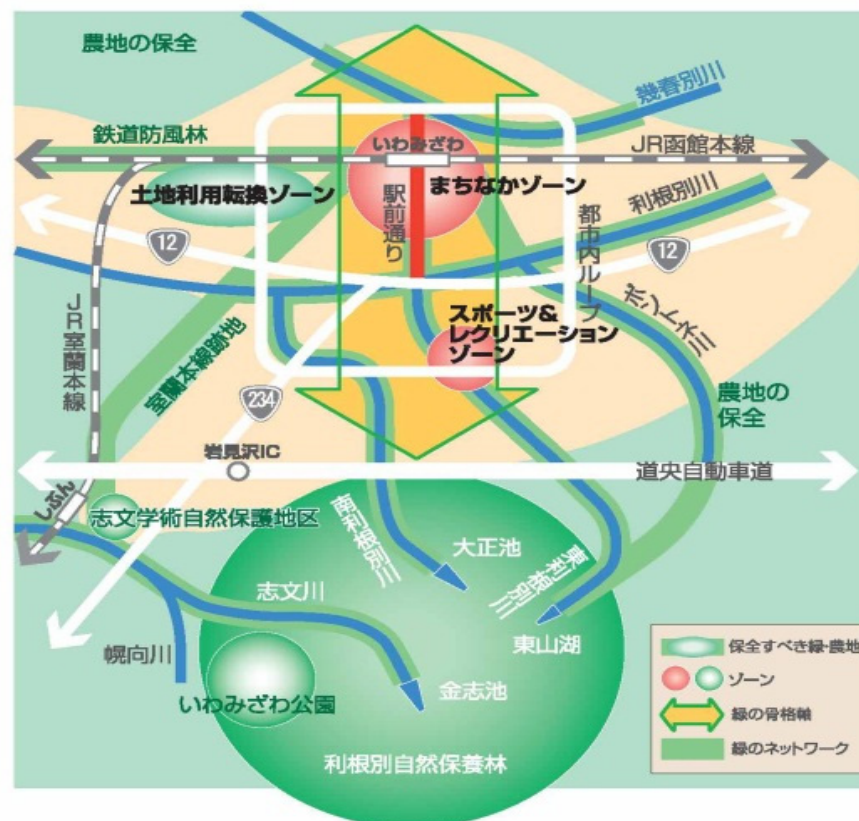 農地の保全
幾春別川
鉄道防風林
いわみざわ
JR函館本線
土地利用転換ゾーン
まちなかゾーン
駅前通り
利根別川
都市内ループ
12
12
JR室蘭本線
室蘭本線跡地
スポーツ&
レクリエーション
ゾーン
ポントネ川
234
農地の
保全
岩見沢IC
道央自動車道
しぶん
志文学術自然保護地区
南利根別川
大正池
東利根別川
志文川
幌向川
東山湖
いわみざわ公園
金志池
利根別自然保養林
保全すべき緑・農地
ゾーン
緑の骨格軸
緑のネットワーク